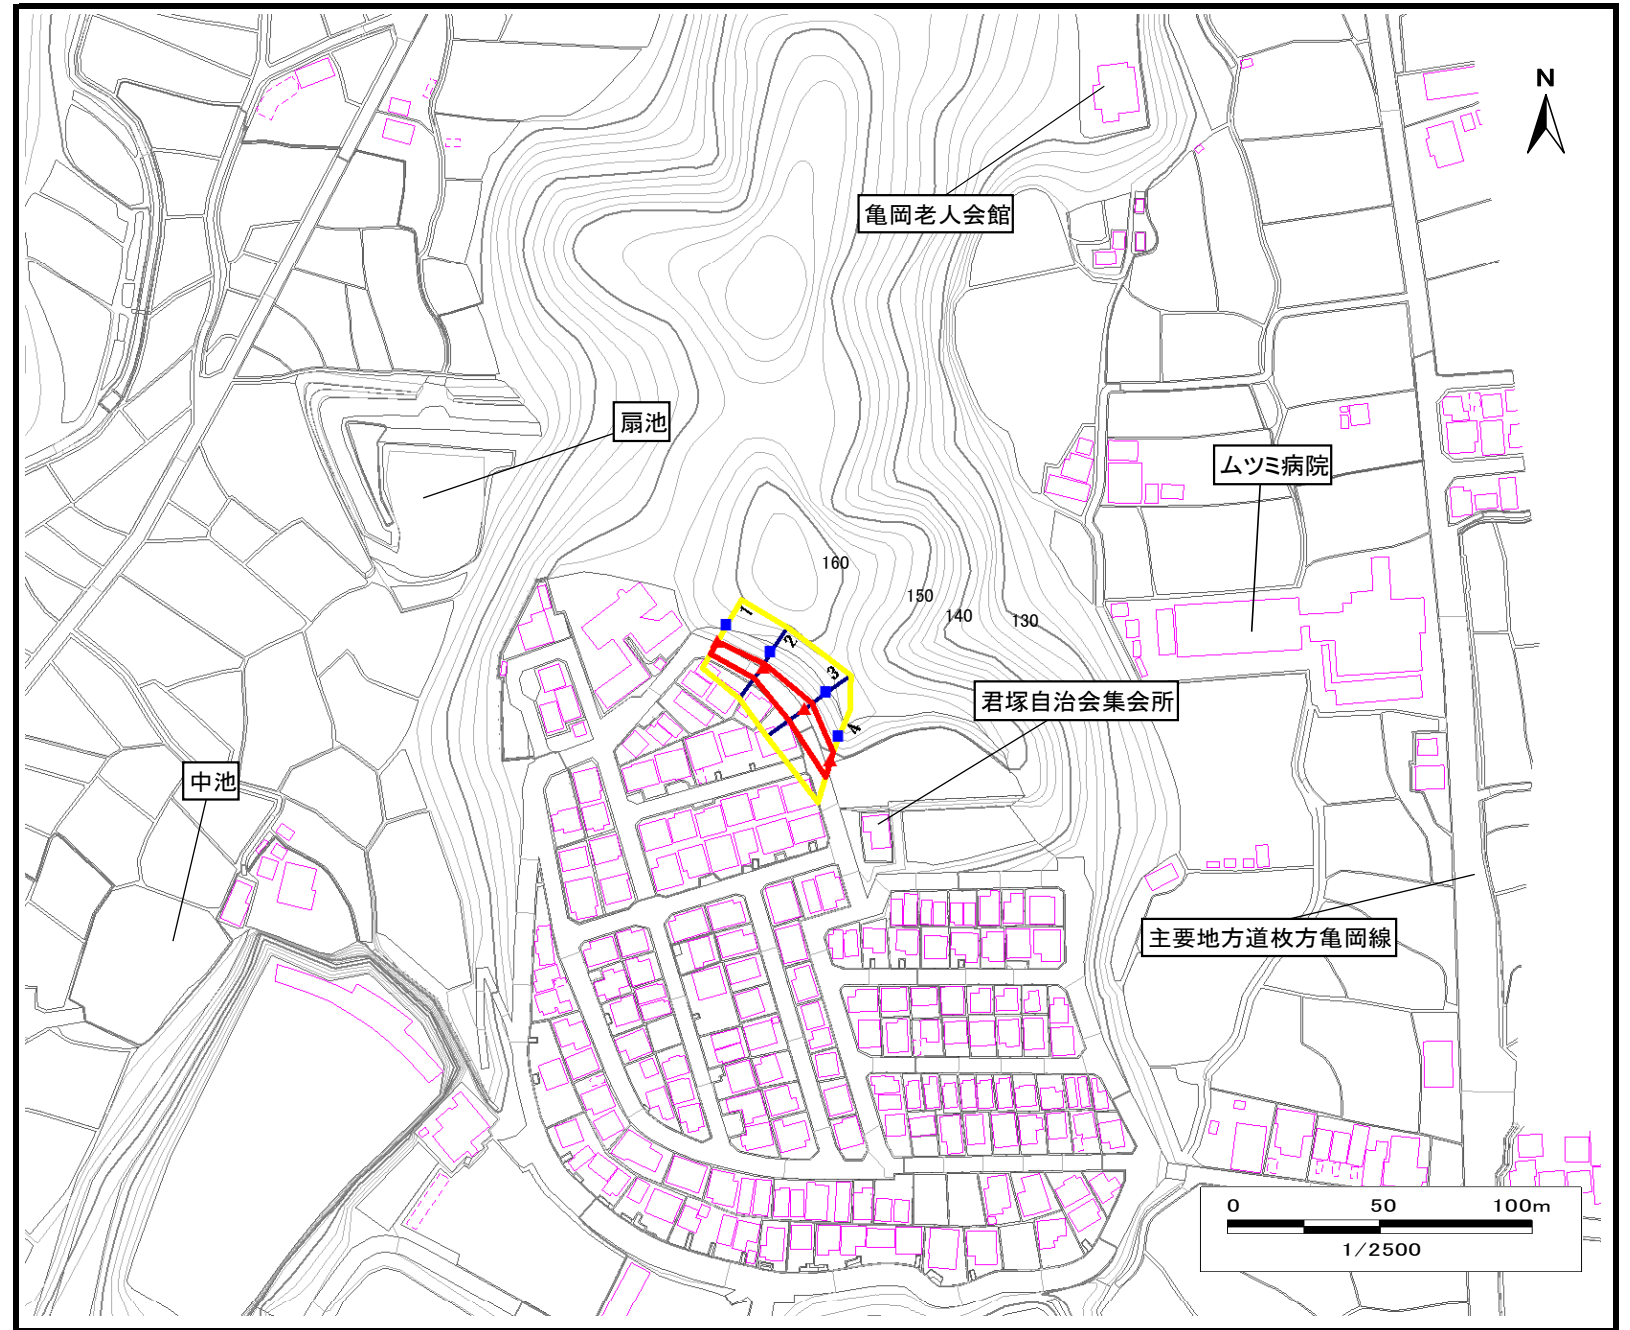 N
亀岡老人会館
扇池
ムツミ病院
160
150
140
130
1
2
3
4
君塚自治会集会所
中池
主要地方道枚方亀岡線
0 50 100m
1/2500